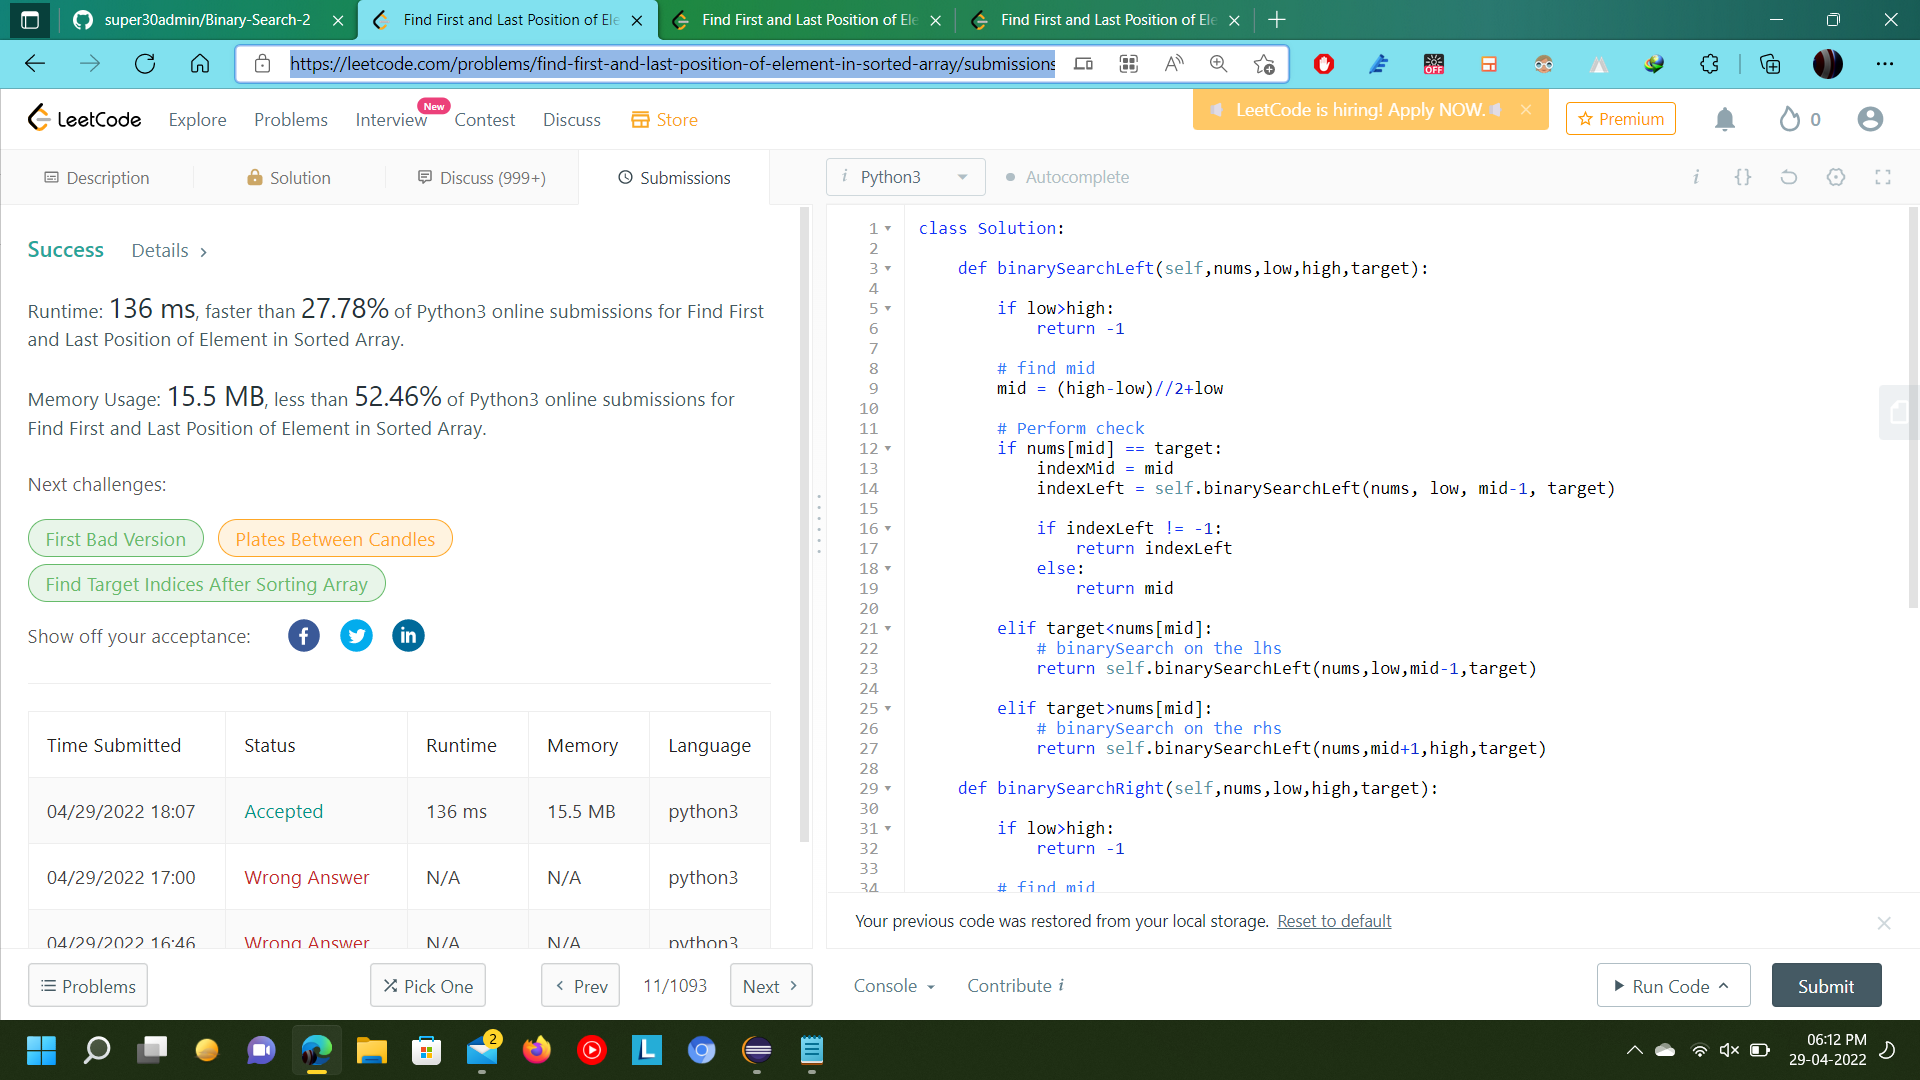 super30admin/Binary-Search-2
Find First and Last Position of Ele
Find First and Last Position of Ele
Find First and Last Position of Ele
https://leetcode.com/problems/find-first-and-last-position-of-element-in-sorted-array/submissions
OFF
LeetCode
Explore
Problems
Interview
New
Contest
Discuss
Store
LeetCode is hiring! Apply NOW.
Premium
0
Description
Solution
Discuss (999+)
Submissions
i Python3
Autocomplete
i {}
Success Details
Runtime: 136 ms, faster than 27.78% of Python3 online submissions for Find First
and Last Position of Element in Sorted Array.
Memory Usage: 15.5 MB, less than 52.46% of Python3 online submissions for
Find First and Last Position of Element in Sorted Array.
Next challenges:
First Bad Version
Plates Between Candles
Find Target Indices After Sorting Array
Show off your acceptance:
f in
Time Submitted Status Runtime Memory Language
04/29/2022 18:07 Accepted 136 ms 15.5 MB python3
04/29/2022 17:00 Wrong Answer N/A N/A python3
04/29/2022 16:46 Wrong Answer N/A N/A python3
1 class Solution:
2
3 def binarySearchLeft(self,nums,low,high,target):
4
5 if low>high:
6 return -1
7
8 # find mid
9 mid = (high-low)//2+low
10
11 # Perform check
12 if nums[mid] == target:
13 indexMid = mid
14 indexLeft = self.binarySearchLeft(nums, low, mid-1, target)
15
16 if indexLeft != -1:
17 return indexLeft
18 else:
19 return mid
20
21 elif target<nums[mid]:
22 # binarySearch on the lhs
23 return self.binarySearchLeft(nums,low,mid-1,target)
24
25 elif target>nums[mid]:
26 # binarySearch on the rhs
27 return self.binarySearchLeft(nums,mid+1,high,target)
28
29 def binarySearchRight(self,nums,low,high,target):
30
31 if low>high:
32 return -1
33
34 # find mid
Your previous code was restored from your local storage. Reset to default
Problems
Pick One
Prev
11/1093
Next
Console
Contribute i
Run Code
Submit
2
L
06:12 PM
29-04-2022